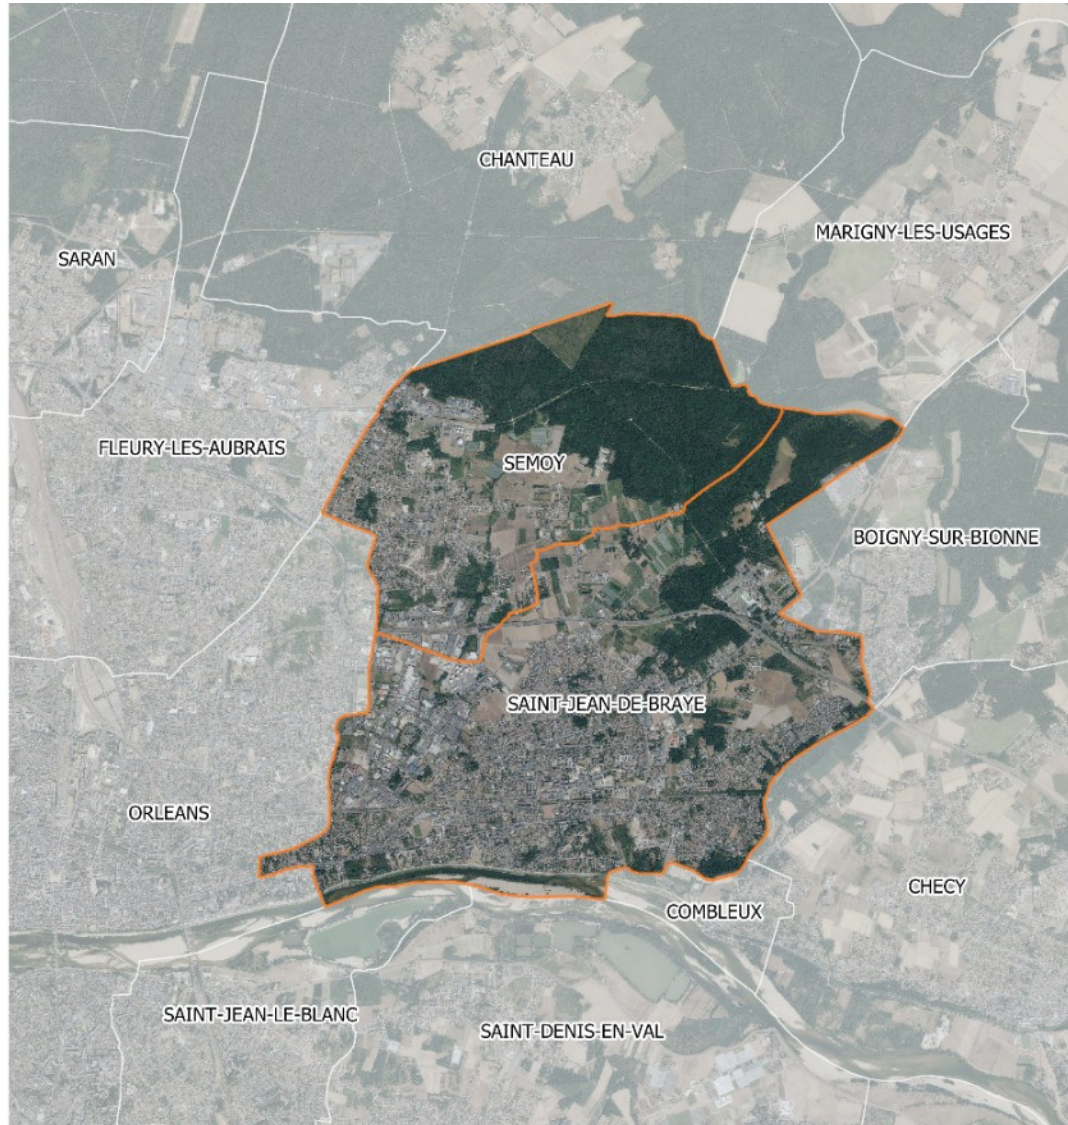 CHANTEAU
MARIGNY-LES-USAGES
SARAN
FLEURY-LES-AUBRAIS
SEMOY
BOIGNY-SUR-BIONNE
SAINT-JEAN-DE-BRAYE
ORLEANS
CHECY
COMBLEUX
SAINT-JEAN-LE-BLANC
SAINT-DENIS-EN-VAL